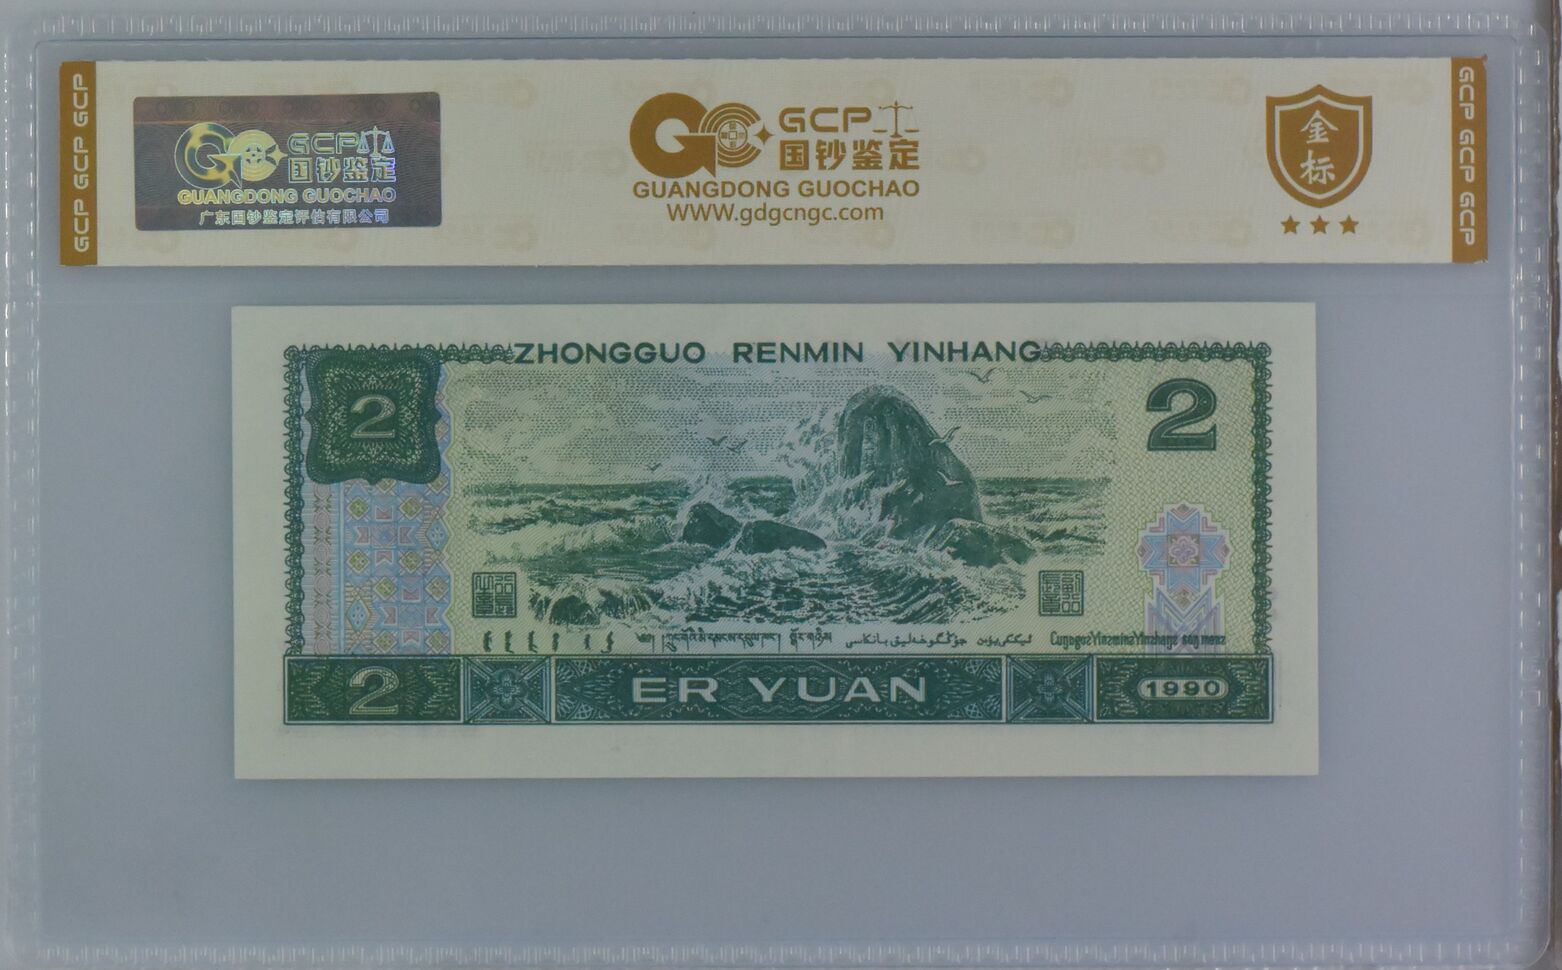 GCP GCP GCP
GCP 国钞鉴定
GUANGDONG GUOCHAO
广东国钞鉴定评估有限公司
GCP
国钞鉴定
GUANGDONG GUOCHAO
WWW.gdgcngc.com
金标
GCP GCP GCP
ZHONGGUO RENMIN YINHANG
2
2
2
ER YUAN
1990